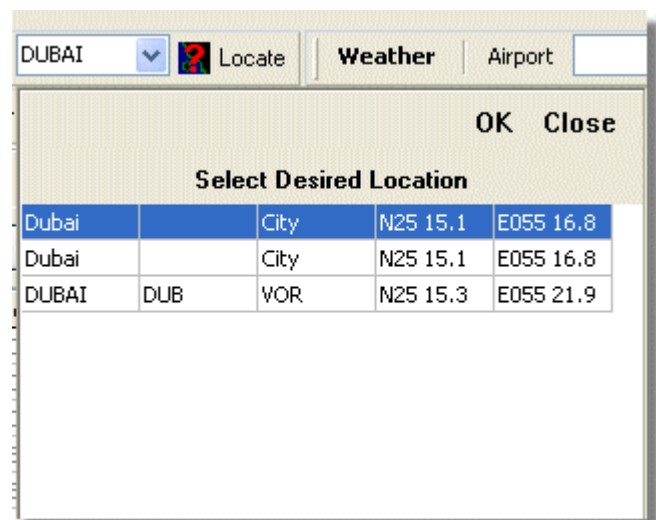 DUBAI Locate Weather Airport
OK Close
Select Desired Location
Dubai City N25 15.1 E055 16.8
Dubai City N25 15.1 E055 16.8
DUBAI DUB VOR N25 15.3 E055 21.9